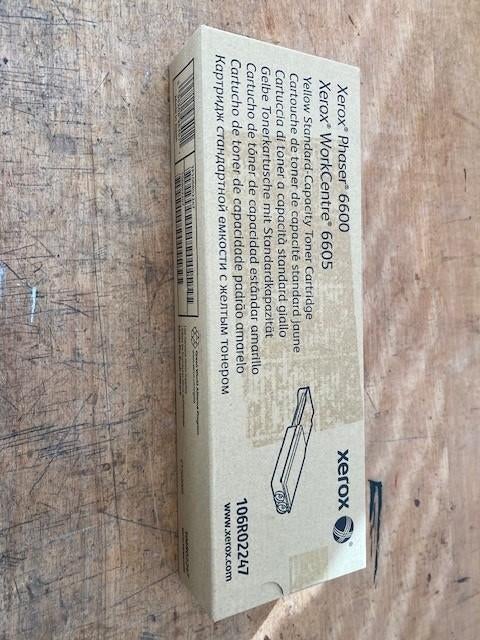 Xerox® Phaser® 6600
Xerox® WorkCentre® 6605
Yellow Standard-Capacity Toner Cartridge
Cartouche de toner de capacité standard jaune
Cartuccia di toner a capacità standard giallo
Gelbe Tonerkartusche mit Standardkapazität
Cartucho de tóner de capacidad estándar amarillo
Cartucho de toner de capacidade padrão amarelo
Картридж стандартной емкости с желтым тонером
xerox ®
106R02247
www.xerox.com